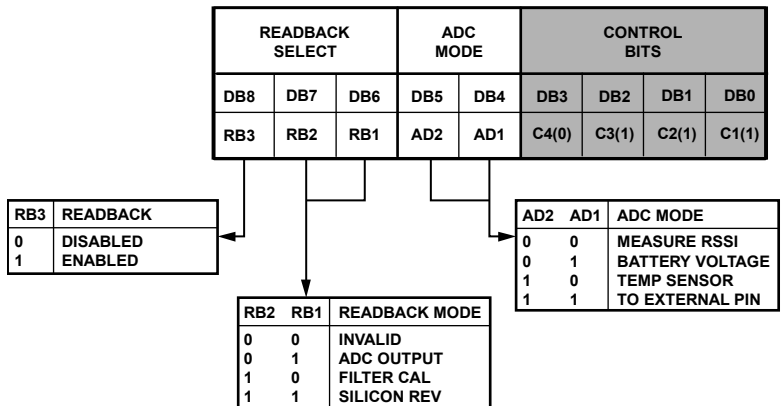 READBACK SELECT ADC MODE CONTROL BITS
DB8 DB7 DB6 DB5 DB4 DB3 DB2 DB1 DB0
RB3 RB2 RB1 AD2 AD1 C4(0) C3(1) C2(1) C1(1)
RB3 READBACK
0 DISABLED
1 ENABLED
RB2 RB1 READBACK MODE
0 0 INVALID
0 1 ADC OUTPUT
1 0 FILTER CAL
1 1 SILICON REV
AD2 AD1 ADC MODE
0 0 MEASURE RSSI
0 1 BATTERY VOLTAGE
1 0 TEMP SENSOR
1 1 TO EXTERNAL PIN